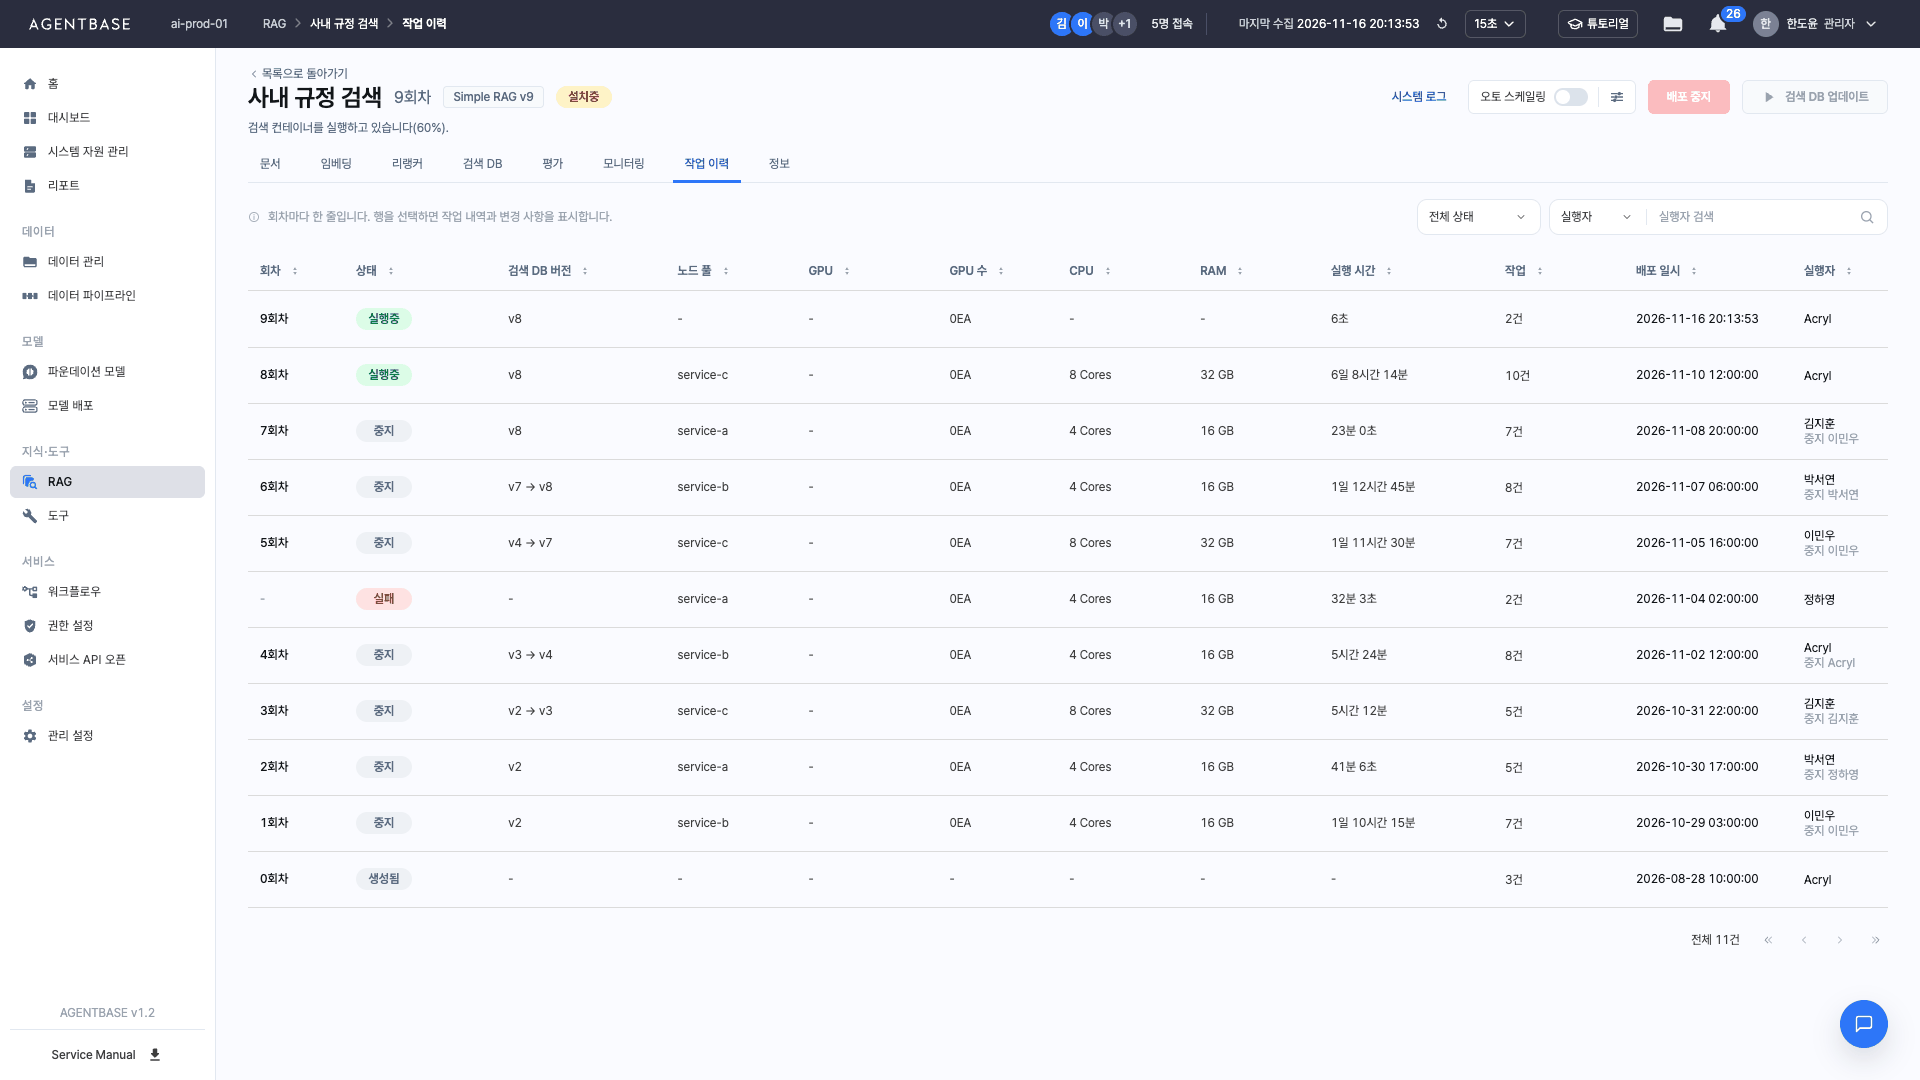 AGENTBASE ai-prod-01 RAG 사내 규정 검색 작업 이력 김 이 박 +1 5명 접속 마지막 수집 2026-11-16 20:13:53 15초 튜토리얼 26 한 한도윤 관리자
홈
대시보드
시스템 자원 관리
리포트
데이터
데이터 관리
데이터 파이프라인
모델
파운데이션 모델
모델 배포
지식·도구
RAG
도구
서비스
워크플로우
권한 설정
서비스 API 오픈
설정
관리 설정
AGENTBASE v1.2
Service Manual
목록으로 돌아가기
사내 규정 검색 9회차 Simple RAG v9 설치중
시스템 로그 오토 스케일링 배포 중지 검색 DB 업데이트
검색 컨테이너를 실행하고 있습니다(60%).
문서 임베딩 리랭커 검색 DB 평가 모니터링 작업 이력 정보
회차마다 한 줄입니다. 행을 선택하면 작업 내역과 변경 사항을 표시합니다.
전체 상태 실행자 실행자 검색
회차 상태 검색 DB 버전 노드 풀 GPU GPU 수 CPU RAM 실행 시간 작업 배포 일시 실행자
9회차 실행중 v8 - - 0EA - - 6초 2건 2026-11-16 20:13:53 Acryl
8회차 실행중 v8 service-c - 0EA 8 Cores 32 GB 6일 8시간 14분 10건 2026-11-10 12:00:00 Acryl
7회차 중지 v8 service-a - 0EA 4 Cores 16 GB 23분 0초 7건 2026-11-08 20:00:00 김지훈
중지 이민우
6회차 중지 v7 → v8 service-b - 0EA 4 Cores 16 GB 1일 12시간 45분 8건 2026-11-07 06:00:00 박서연
중지 박서연
5회차 중지 v4 → v7 service-c - 0EA 8 Cores 32 GB 1일 11시간 30분 7건 2026-11-05 16:00:00 이민우
중지 이민우
- 실패 - service-a - 0EA 4 Cores 16 GB 32분 3초 2건 2026-11-04 02:00:00 정하영
4회차 중지 v3 → v4 service-b - 0EA 4 Cores 16 GB 5시간 24분 8건 2026-11-02 12:00:00 Acryl
중지 Acryl
3회차 중지 v2 → v3 service-c - 0EA 8 Cores 32 GB 5시간 12분 5건 2026-10-31 22:00:00 김지훈
중지 김지훈
2회차 중지 v2 service-a - 0EA 4 Cores 16 GB 41분 6초 5건 2026-10-30 17:00:00 박서연
중지 정하영
1회차 중지 v2 service-b - 0EA 4 Cores 16 GB 1일 10시간 15분 7건 2026-10-29 03:00:00 이민우
중지 이민우
0회차 생성됨 - - - - - - - 3건 2026-08-28 10:00:00 Acryl
전체 11건